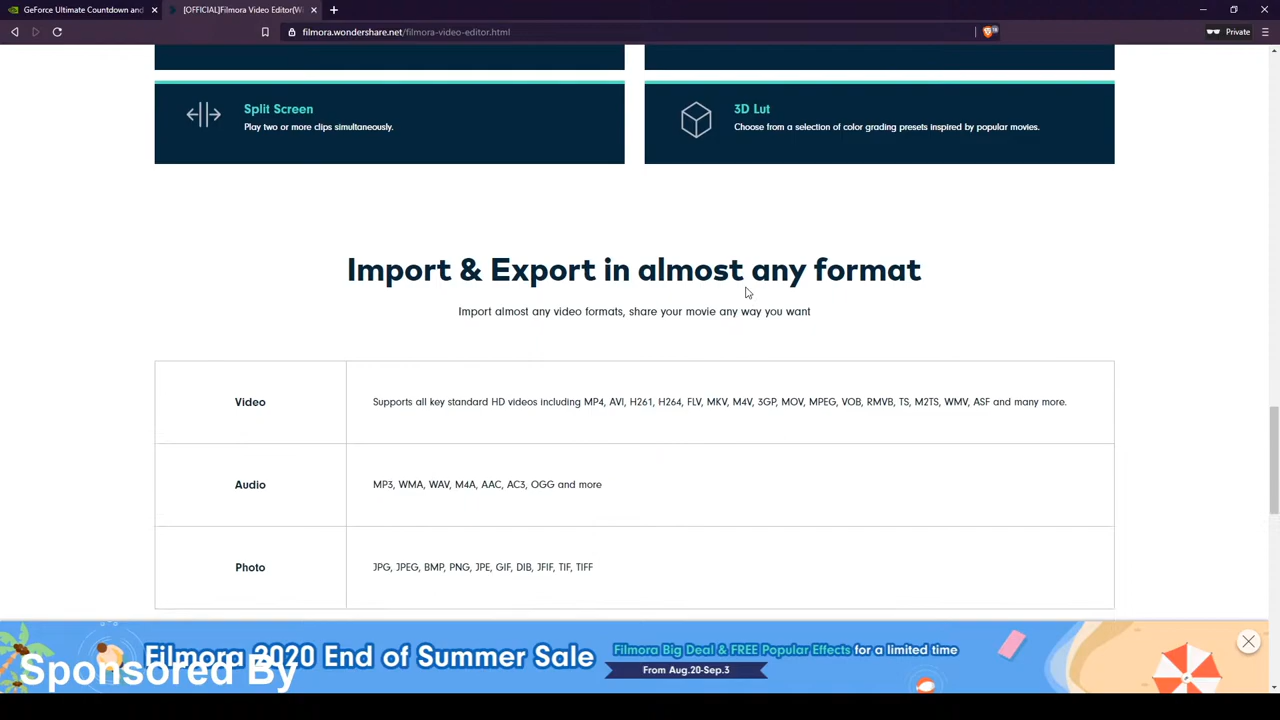 GeForce Ultimate Countdown and
[OFFICIAL]Filmora Video Editor(Wi
filmora.wondershare.net/filmora-video-editor.html
Private
Split Screen
Play two or more clips simultaneously.
3D Lut
Choose from a selection of color grading presets inspired by popular movies.
Import & Export in almost any format
Import almost any video formats, share your movie any way you want
Video
Supports all key standard HD videos including MP4, AVI, H261, H264, FLV, MKV, M4V, 3GP, MOV, MPEG, VOB, RMVB, TS, M2TS, WMV, ASF and many more.
Audio
MP3, WMA, WAV, M4A, AAC, AC3, OGG and more
Photo
JPG, JPEG, BMP, PNG, JPE, GIF, DIB, JFIF, TIF, TIFF
Filmora 2020 End of Summer Sale
Filmora Big Deal & FREE Popular Effects for a limited time
From Aug.20-Sep.3
Sponsored By